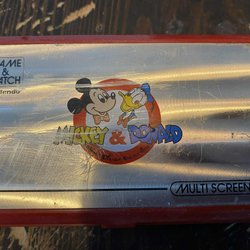 AME
&
ATCH
ntendo
MICKEY & DONALD
MULTI SCREEN